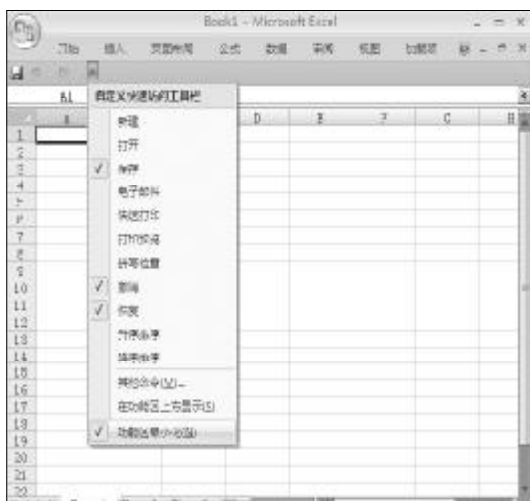 Book1 - Microsoft Excel
开始 插入 页面布局 公式 数据 审阅 视图 加载项
A1
自定义快速访问工具栏
D E F G H
新建
打开
保存
电子邮件
快速打印
打印预览
拼写检查
撤消
恢复
升序排序
降序排序
其他命令(M)...
在功能区上方显示(S)
功能区最小化(N)
1
2
3
4
5
6
7
8
9
10
11
12
13
14
15
16
17
18
19
20
21
22